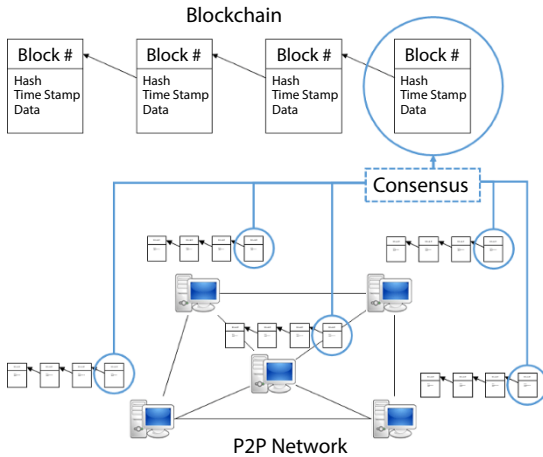 Blockchain
Block #
Hash
Time Stamp
Data
Block #
Hash
Time Stamp
Data
Block #
Hash
Time Stamp
Data
Block #
Hash
Time Stamp
Data
Consensus
P2P Network